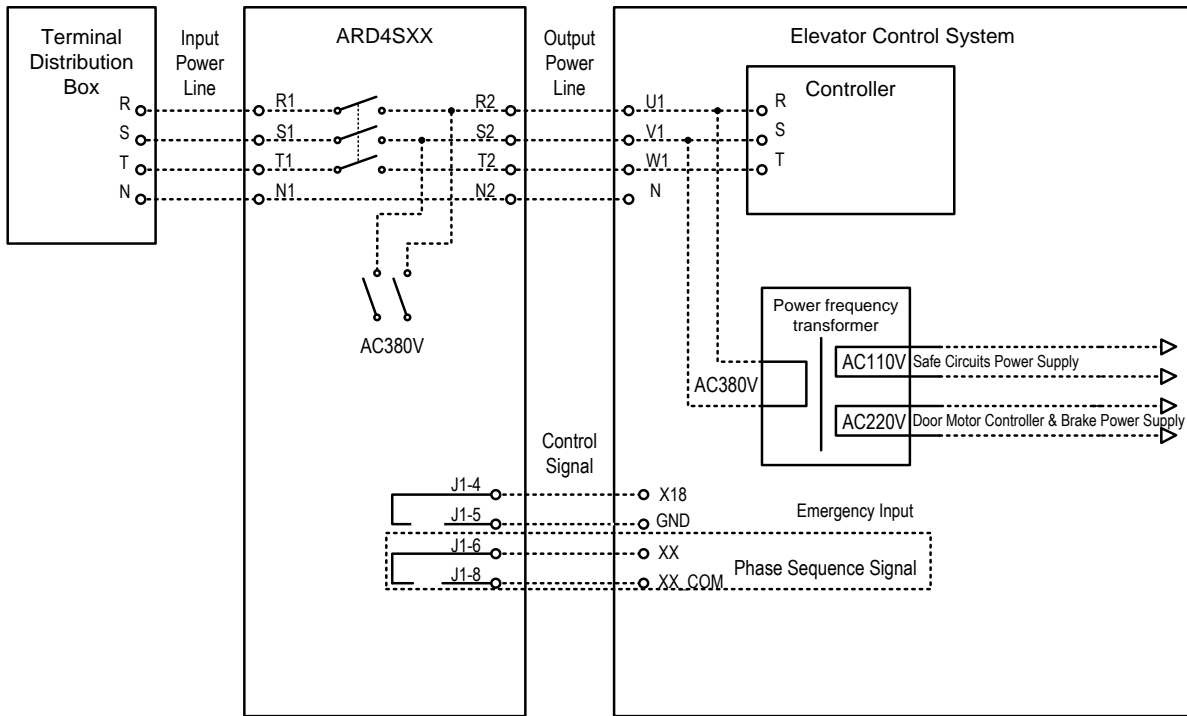 Terminal
Distribution
Box
Input
Power
Line
ARD4SXX
Output
Power
Line
Elevator Control System
Controller
R
R1
R2
U1
R
S
S1
S2
V1
S
T
T1
T2
W1
T
N
N1
N2
N
AC380V
Power frequency
transformer
AC380V
AC110V
Safe Circuits Power Supply
AC220V
Door Motor Controller & Brake Power Supply
Control
Signal
J1-4
X18
J1-5
GND
Emergency Input
J1-6
XX
J1-8
XX_COM
Phase Sequence Signal